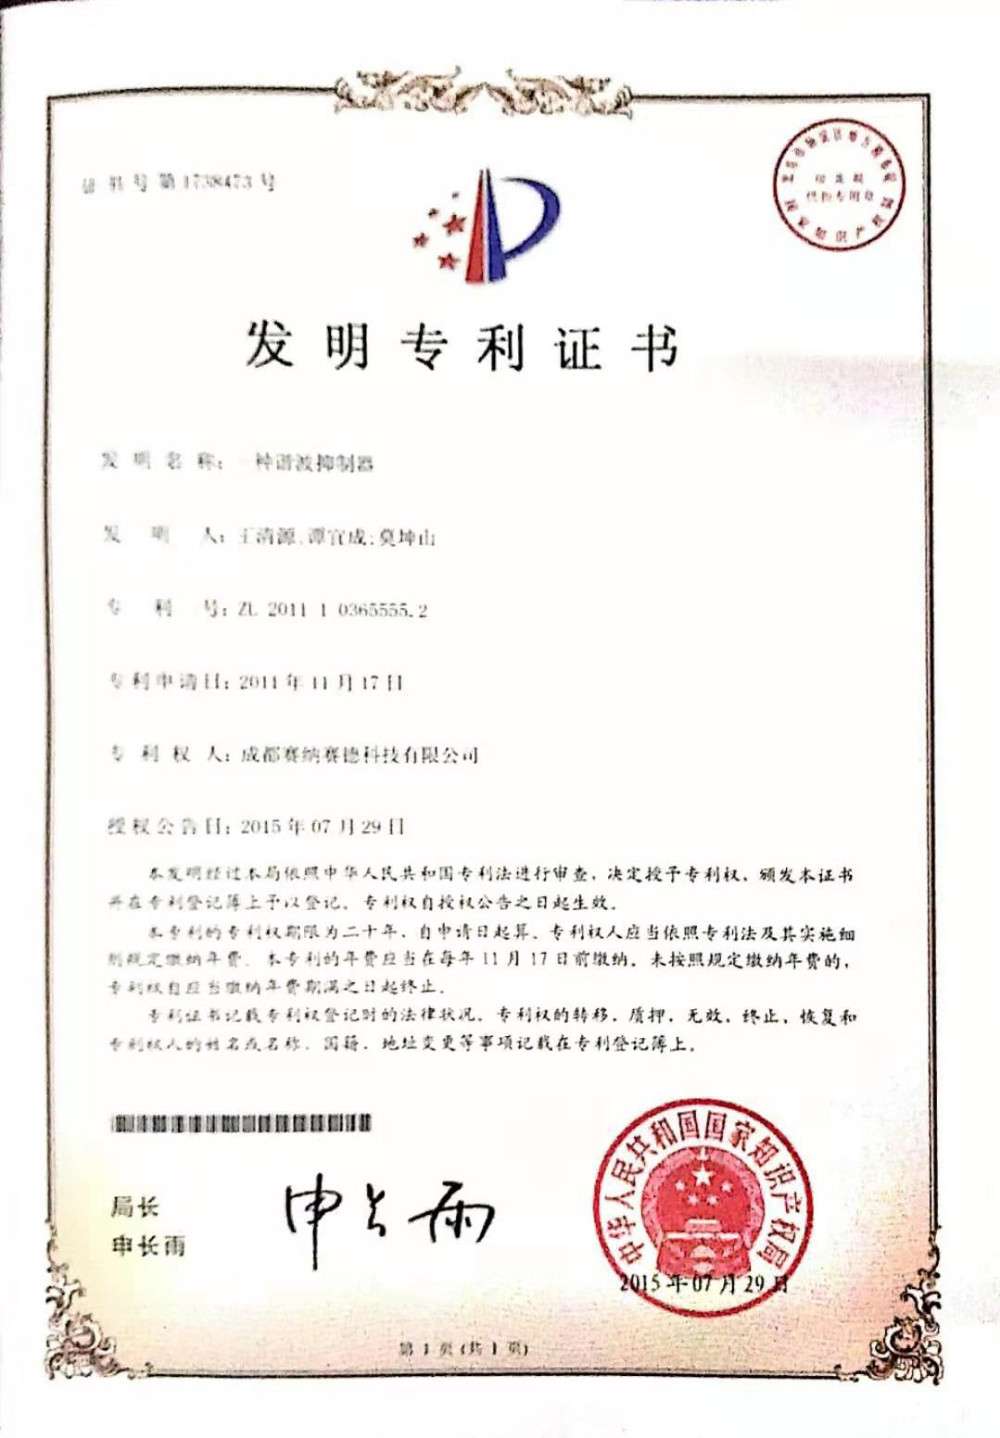 证书号第1738473号
发明专利证书
发明名称：一种谐波抑制器
发明人：王清源;谭宜成;莫坤山
专利号：ZL 2011 1 0365555.2
专利申请日：2011年11月17日
专利权人：成都赛纳赛德科技有限公司
授权公告日：2015年07月29日
本发明经过本局依照中华人民共和国专利法进行审查，决定授予专利权，颁发本证书
并在专利登记簿上予以登记。专利权自授权公告之日起生效。
本专利的专利权期限为二十年，自申请日起算。专利权人应当依照专利法及其实施细
则规定缴纳年费。本专利的年费应当在每年11月17日前缴纳。未按照规定缴纳年费的，
专利权自应当缴纳年费期满之日起终止。
专利证书记载专利权登记时的法律状况。专利权的转移、质押、无效、终止、恢复和
专利权人的姓名或名称、国籍、地址变更等事项记载在专利登记簿上。
局长
申长雨
申长雨
中华人民共和国国家知识产权局
2015年07月29日
第1页(共1页)